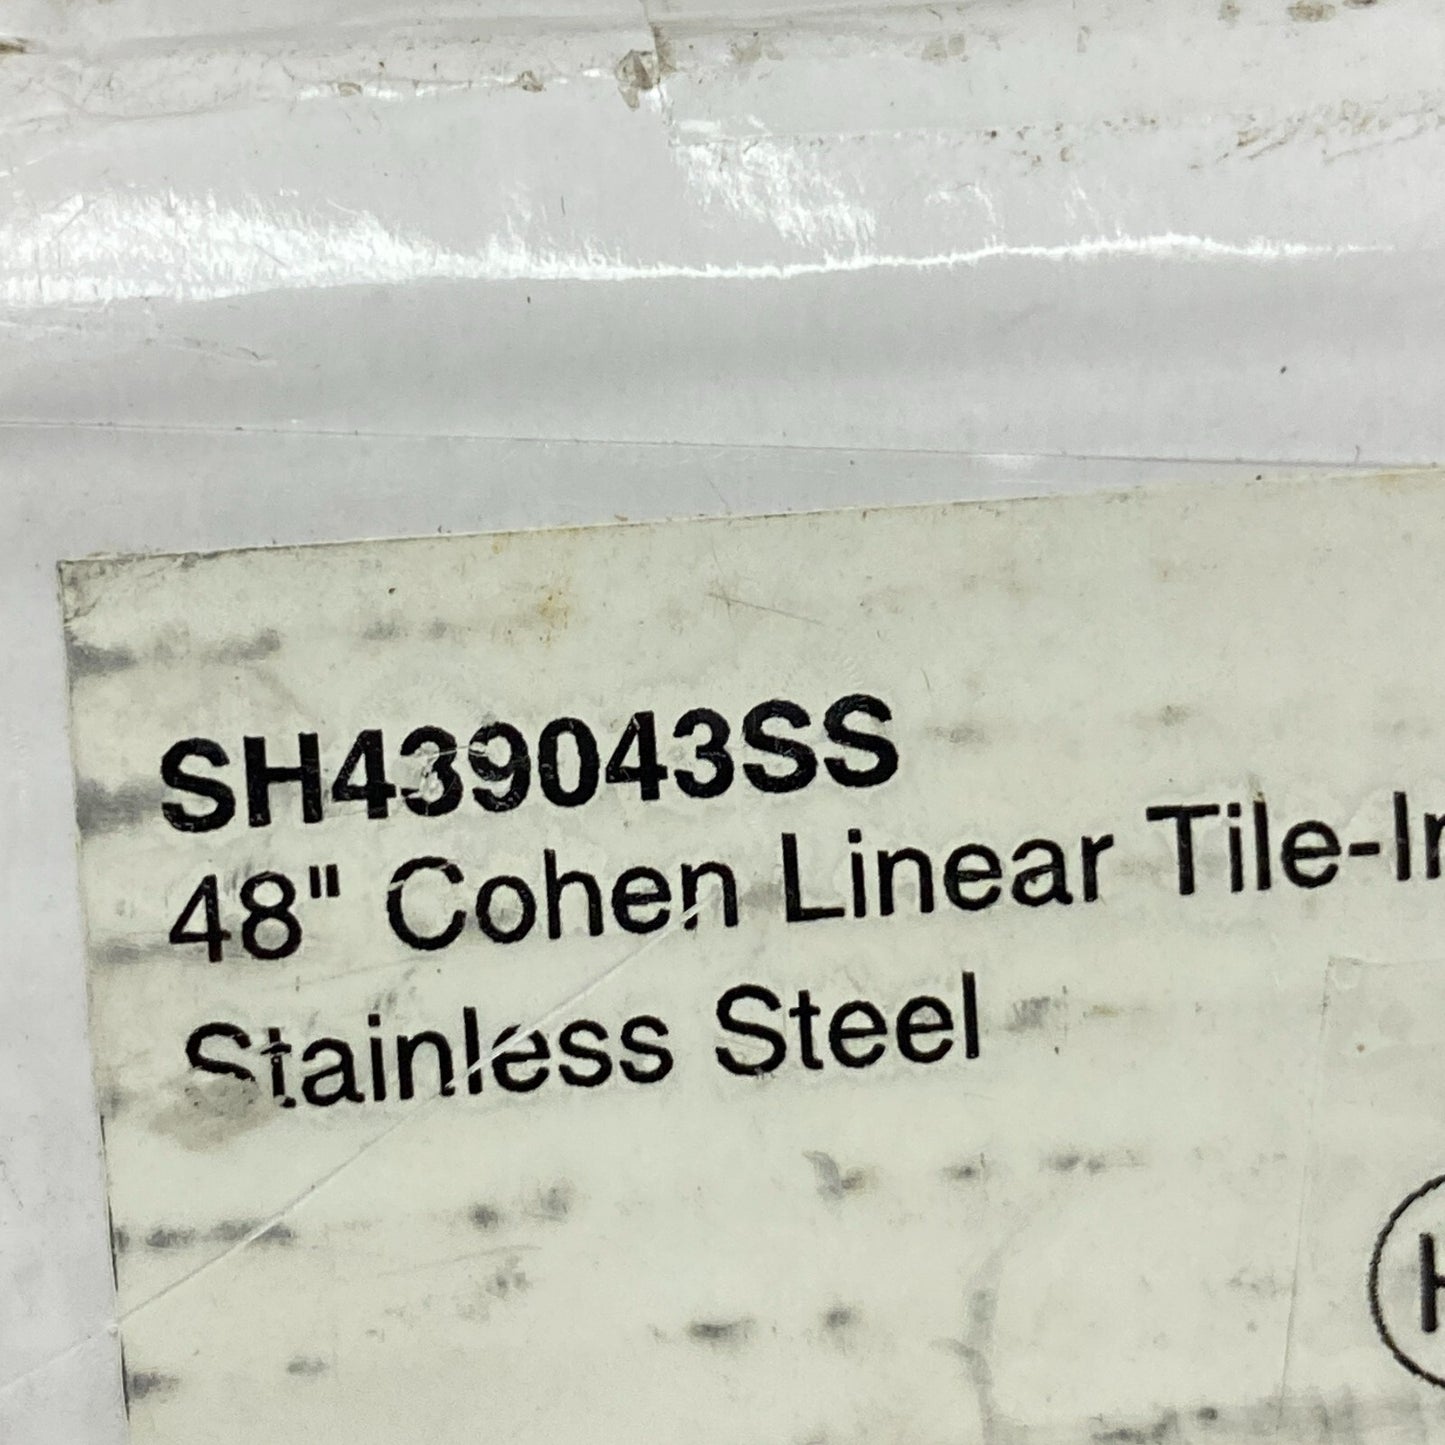 SH439043SS
48" Cohen Linear Tile-In
Stainless Steel